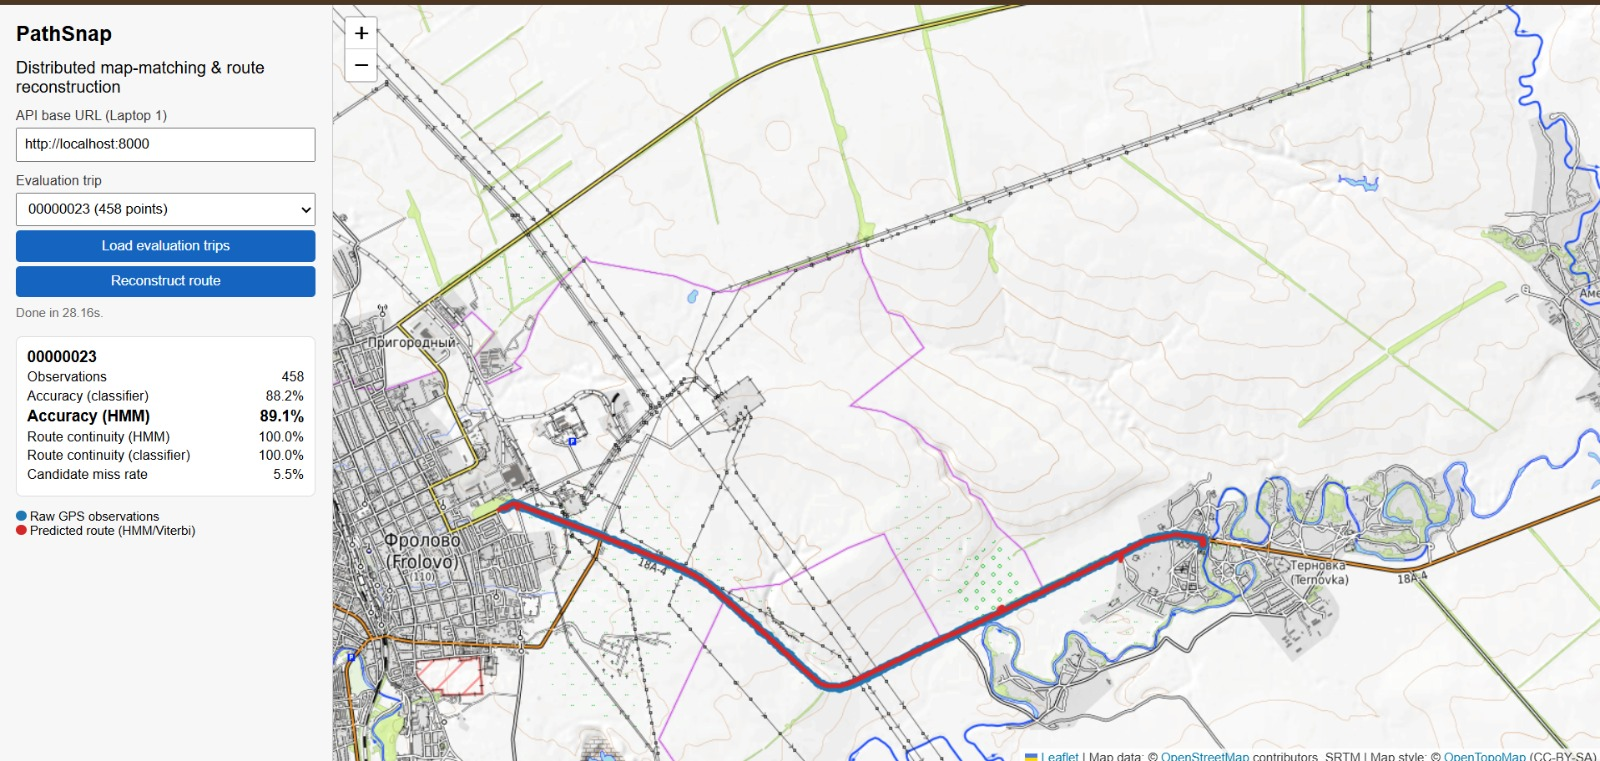 PathSnap
Distributed map-matching & route
reconstruction
API base URL (Laptop 1)
http://localhost:8000
Evaluation trip
00000023 (458 points)
Load evaluation trips
Reconstruct route
Done in 28.16s.
00000023
Observations 458
Accuracy (classifier) 88.2%
Accuracy (HMM) 89.1%
Route continuity (HMM) 100.0%
Route continuity (classifier) 100.0%
Candidate miss rate 5.5%
Raw GPS observations
Predicted route (HMM/Viterbi)
+
−
Пригородный
Фролово
(Frolovo)
(110)
18А-4
P
P
Терновка
(Ternovka)
18А-4
Аме
Leaflet | Map data: © OpenStreetMap contributors, SRTM | Map style: © OpenTopoMap (CC-BY-SA)